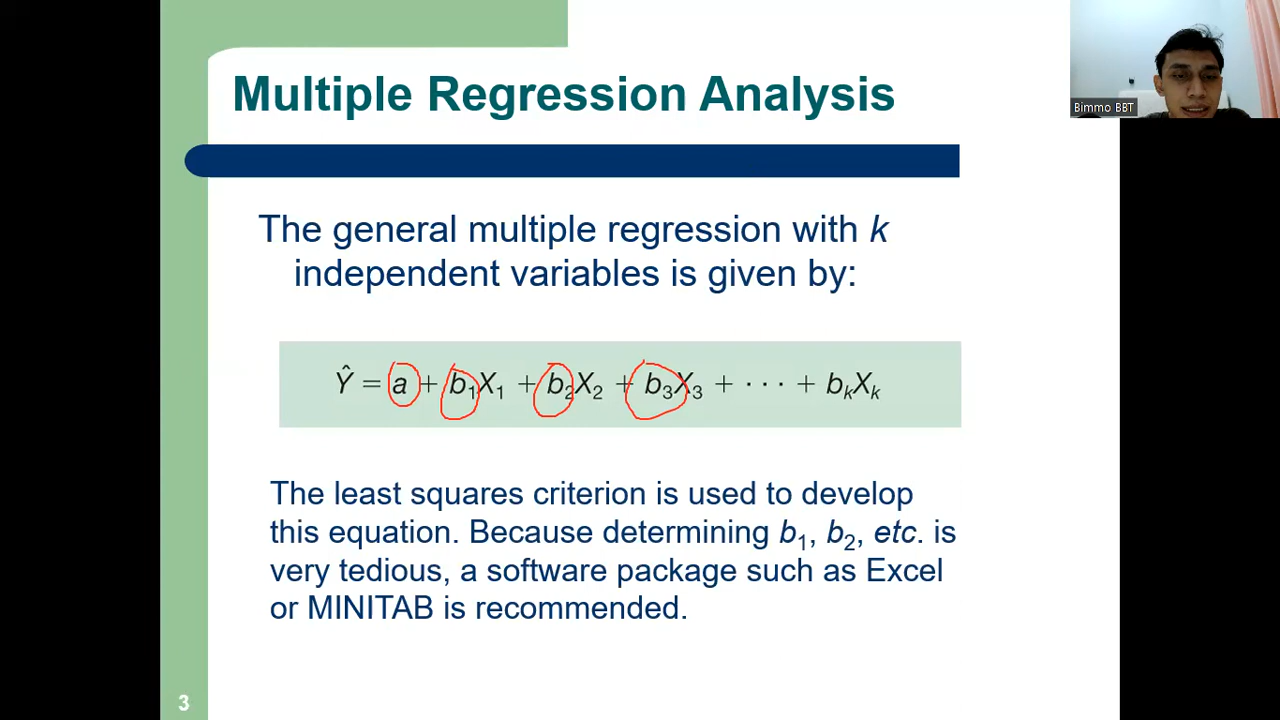 Multiple Regression Analysis
Bimmo BBT
The general multiple regression with k
independent variables is given by:
Ŷ = a + b₁X₁ + b₂X₂ + b₃X₃ + · · · + bₖXₖ
The least squares criterion is used to develop
this equation. Because determining b₁, b₂, etc. is
very tedious, a software package such as Excel
or MINITAB is recommended.
3